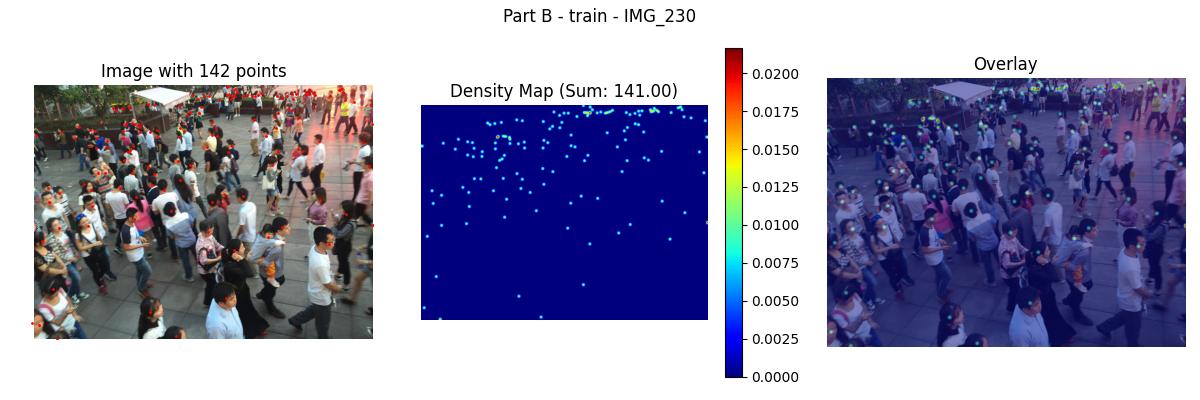 Part B - train - IMG_230
Image with 142 points
Density Map (Sum: 141.00)
Overlay
0.0200
0.0175
0.0150
0.0125
0.0100
0.0075
0.0050
0.0025
0.0000